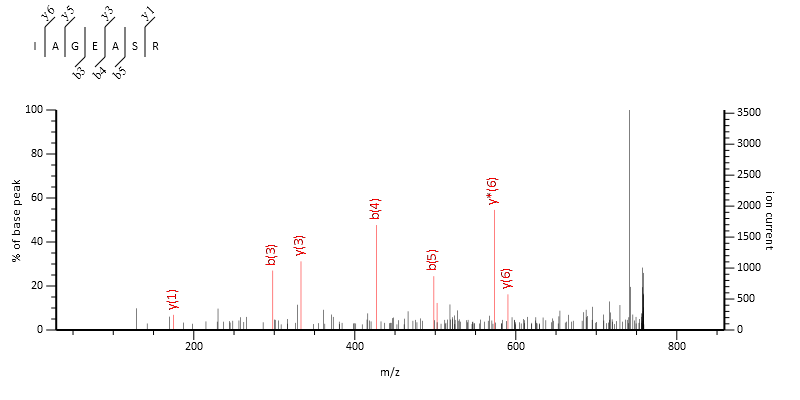 y6 y5 y3 y1
I A G E A S R
b3 b4 b5
100 3500
3000
80
2500
60
2000
y*(6)
b(4)
40 1500
y(3)
b(3)
b(5)
1000
20
y(6)
500
y(1)
0 0
200 400 600 800
m/z
% of base peak
ion current